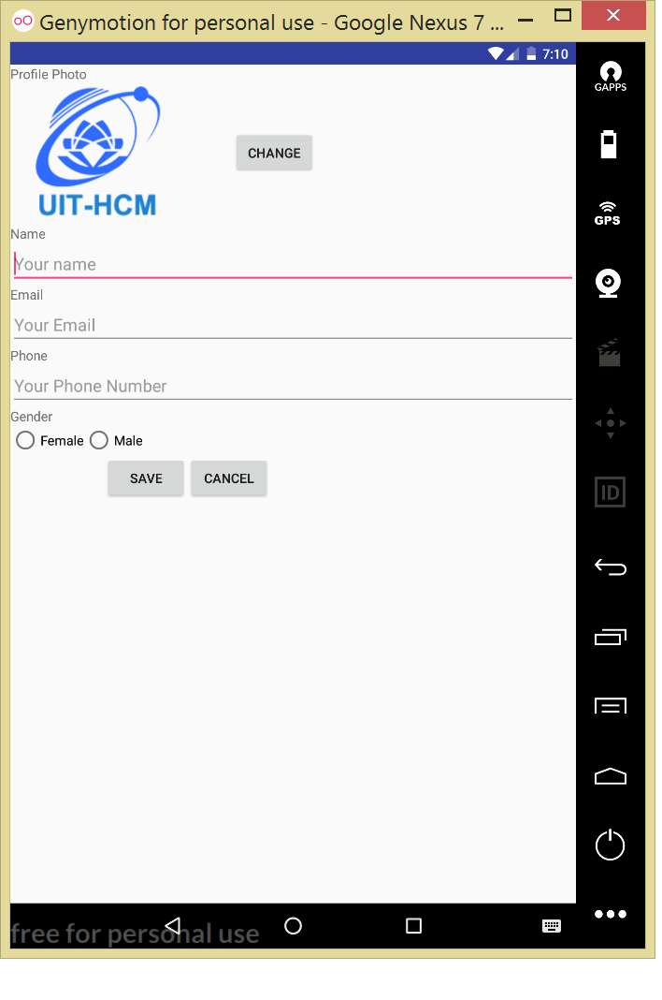 Genymotion for personal use - Google Nexus 7 ...
7:10
GAPPS
Profile Photo
CHANGE
UIT-HCM
GPS
Name
Your name
Email
Your Email
Phone
Your Phone Number
Gender
Female Male
SAVE CANCEL
ID
free for personal use